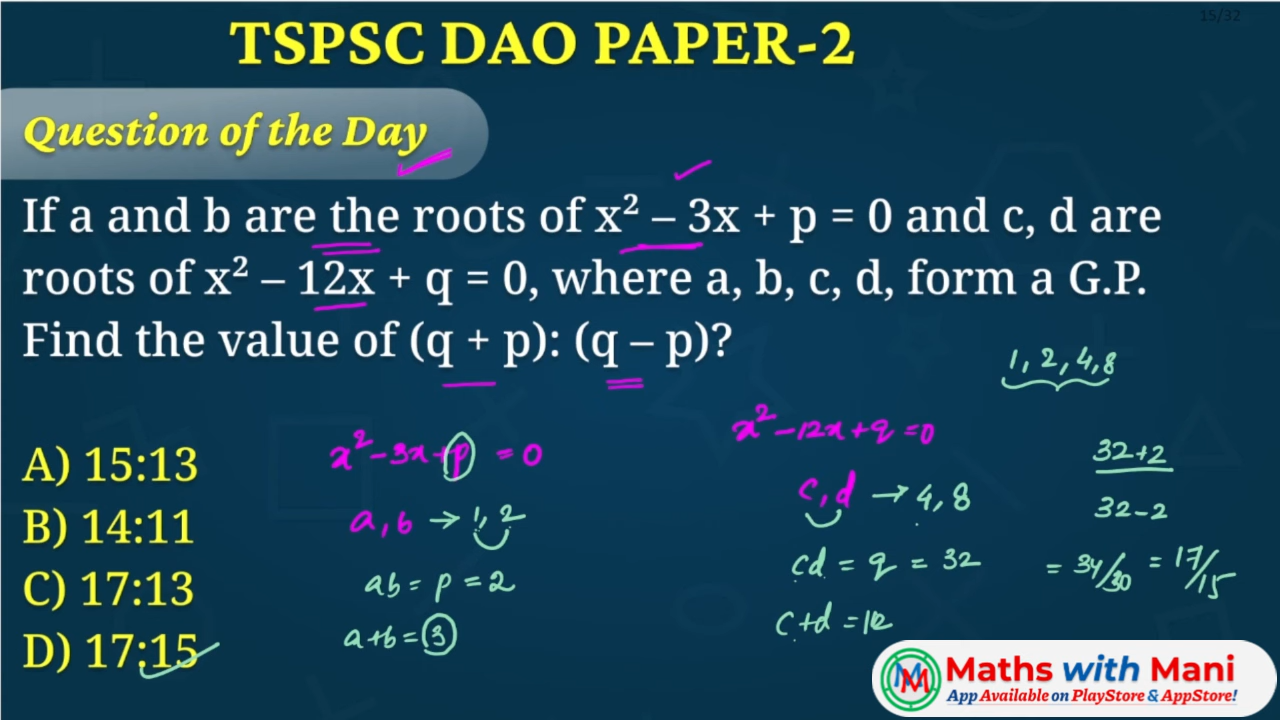 15/32
TSPSC DAO PAPER-2
Question of the Day
If a and b are the roots of x² – 3x + p = 0 and c, d are
roots of x² – 12x + q = 0, where a, b, c, d, form a G.P.
Find the value of (q + p): (q – p)?
1, 2, 4, 8
A) 15:13
B) 14:11
C) 17:13
D) 17:15
x² - 3x + p = 0
a, b → 1, 2
ab = p = 2
a+b = 3
x² - 12x + q = 0
c, d → 4, 8
cd = q = 32
c+d = 12
32+2
32-2
= 34/30 = 17/15
MM
Maths with Mani
App Available on PlayStore & AppStore!